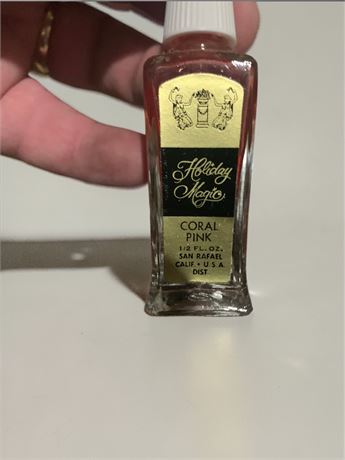 Holiday
Magic
CORAL
PINK
1/2 FL. OZ.
SAN RAFAEL
CALIF. • U.S.A.
DIST.